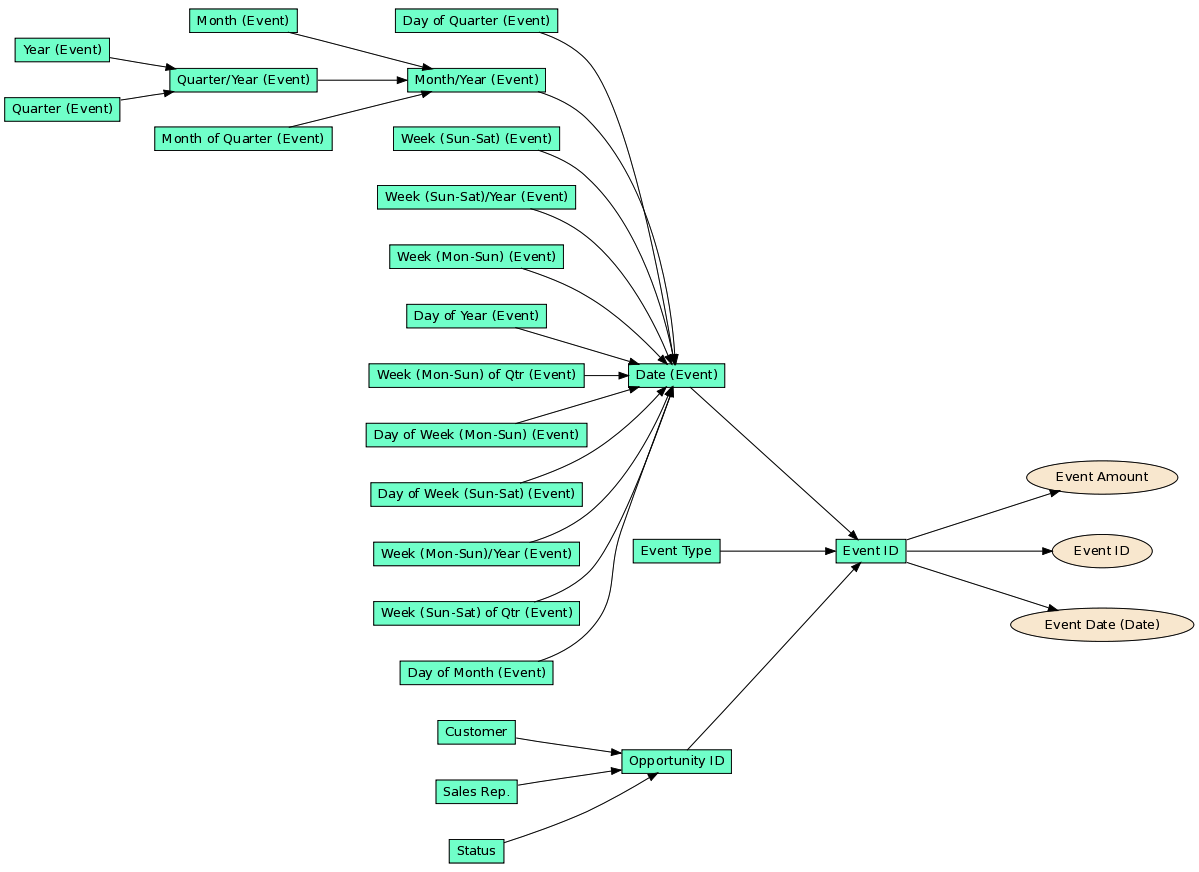 Month (Event)
Day of Quarter (Event)
Year (Event)
Quarter/Year (Event)
Month/Year (Event)
Quarter (Event)
Month of Quarter (Event)
Week (Sun-Sat) (Event)
Week (Sun-Sat)/Year (Event)
Week (Mon-Sun) (Event)
Day of Year (Event)
Week (Mon-Sun) of Qtr (Event)
Date (Event)
Day of Week (Mon-Sun) (Event)
Event Amount
Day of Week (Sun-Sat) (Event)
Week (Mon-Sun)/Year (Event)
Event Type
Event ID
Event ID
Week (Sun-Sat) of Qtr (Event)
Event Date (Date)
Day of Month (Event)
Customer
Opportunity ID
Sales Rep.
Status